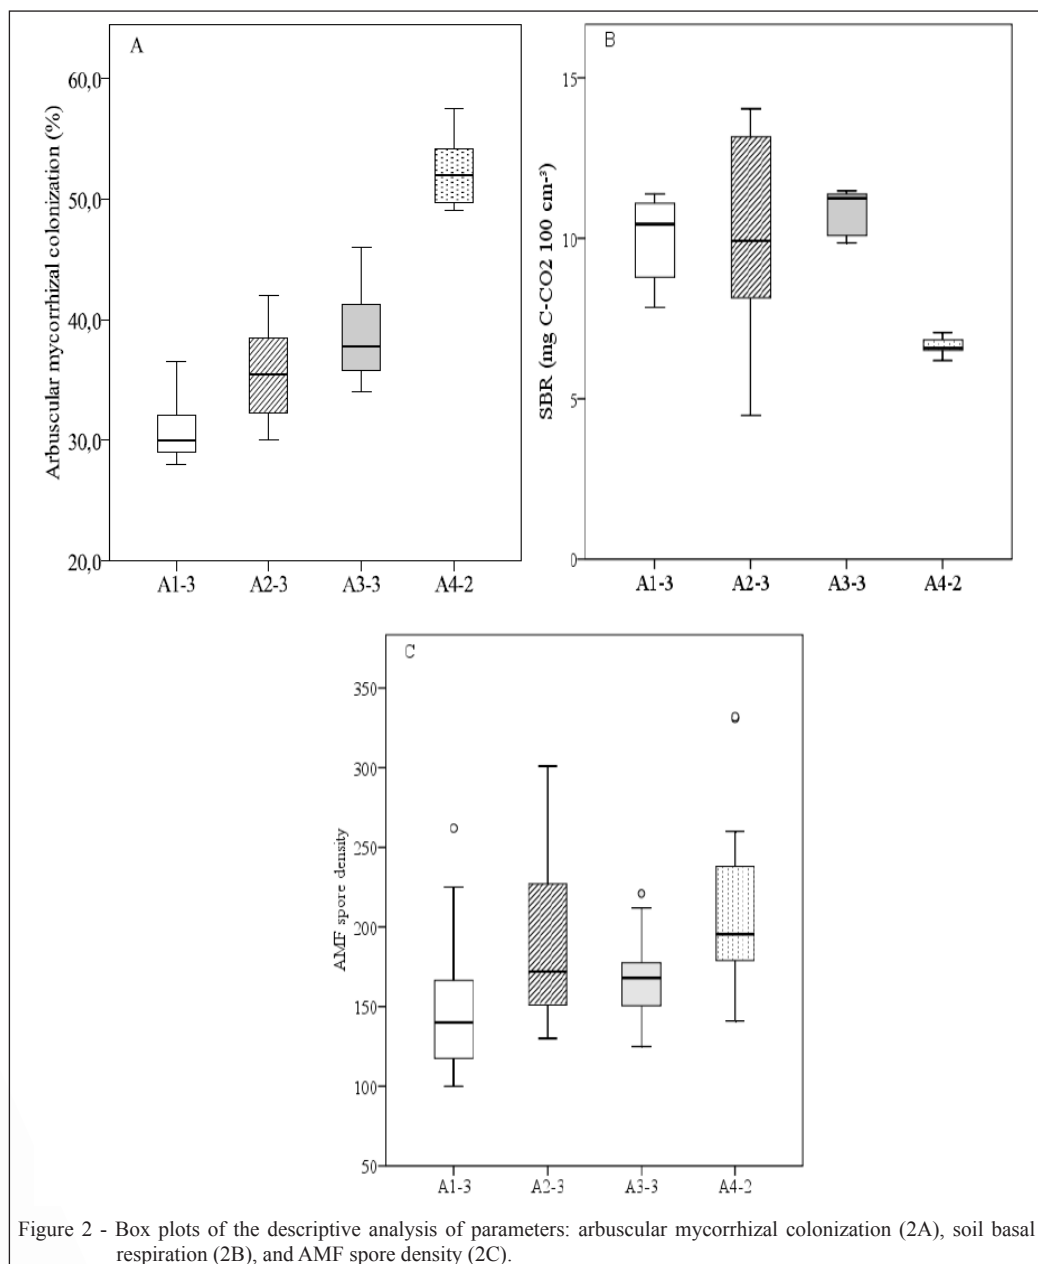 A
Arbuscular mycorrhizal colonization (%)
60,0
50,0
40,0
30,0
20,0
A1-3 A2-3 A3-3 A4-2
B
SBR (mg C-CO2 100 cm-³)
15
10
5
0
A1-3 A2-3 A3-3 A4-2
C
AMF spore density
350
300
250
200
150
100
50
A1-3 A2-3 A3-3 A4-2
Figure 2 - Box plots of the descriptive analysis of parameters: arbuscular mycorrhizal colonization (2A), soil basal
respiration (2B), and AMF spore density (2C).